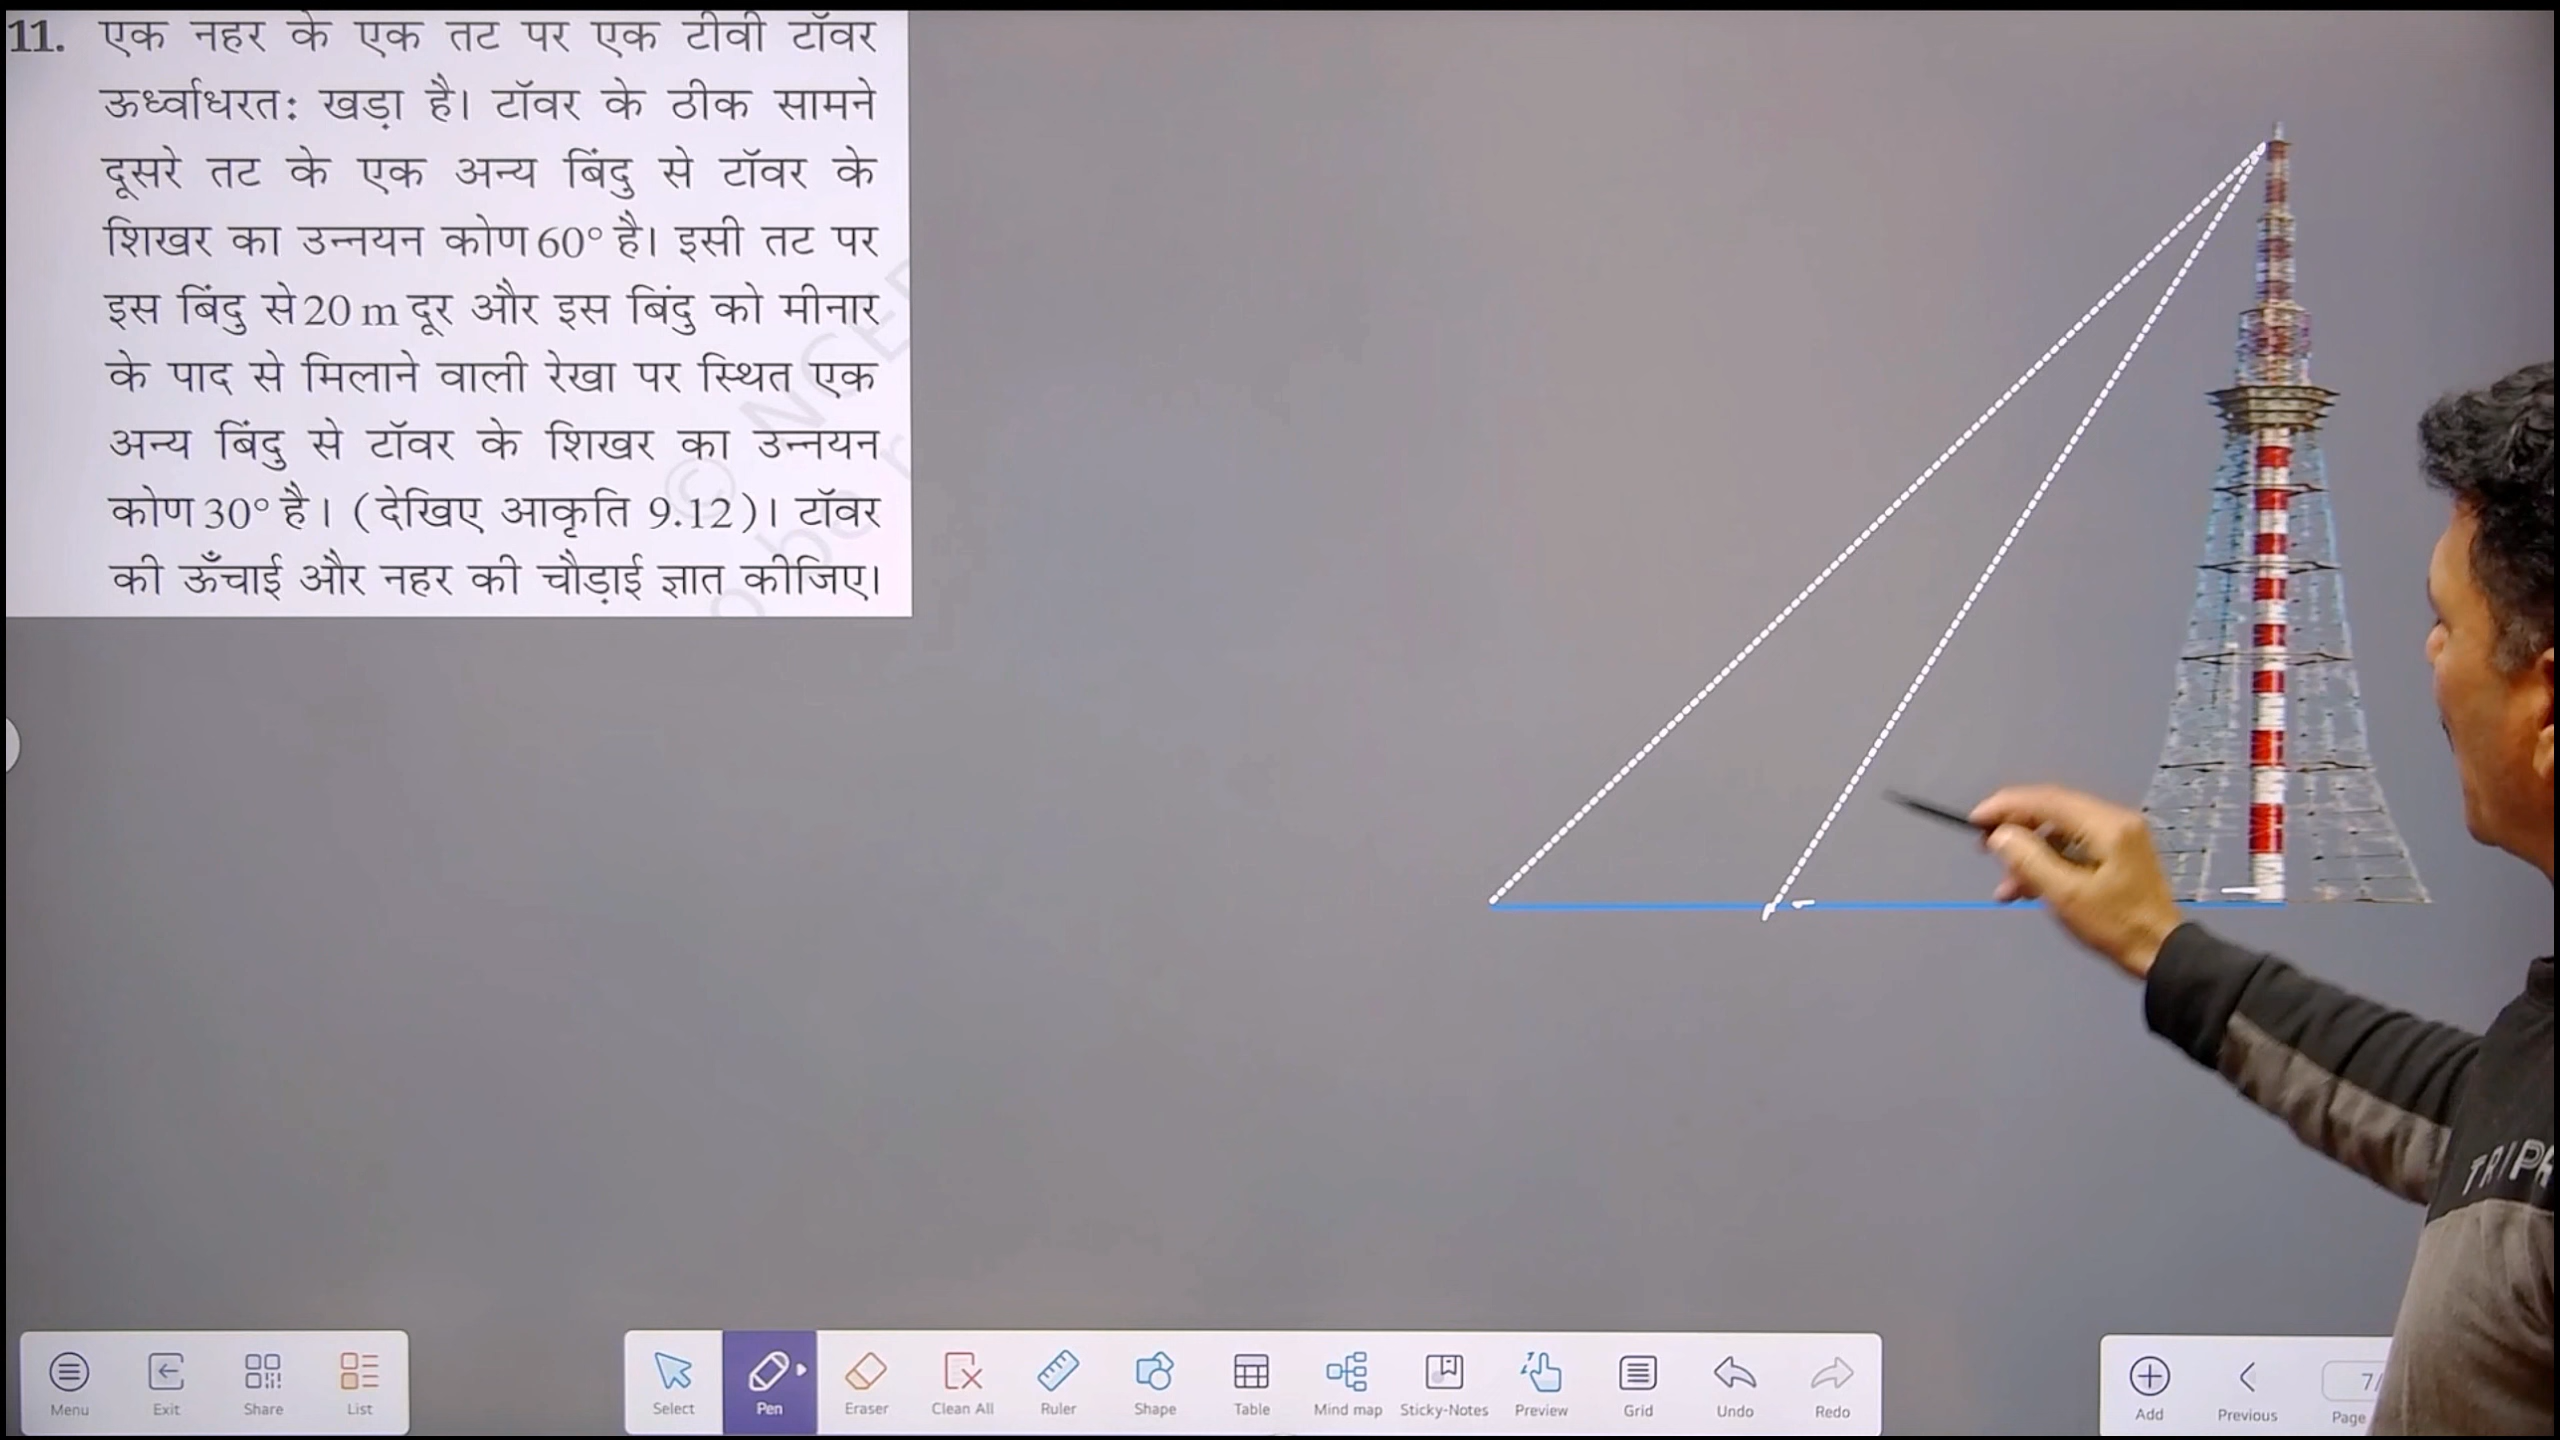 11. एक नहर के एक तट पर एक टीवी टॉवर
ऊर्ध्वाधरतः खड़ा है। टॉवर के ठीक सामने
दूसरे तट के एक अन्य बिंदु से टॉवर के
शिखर का उन्नयन कोण 60° है। इसी तट पर
इस बिंदु से 20 m दूर और इस बिंदु को मीनार
के पाद से मिलाने वाली रेखा पर स्थित एक
अन्य बिंदु से टॉवर के शिखर का उन्नयन
कोण 30° है। (देखिए आकृति 9.12)। टॉवर
की ऊँचाई और नहर की चौड़ाई ज्ञात कीजिए।
Menu Exit Share List
Select Pen Eraser Clean All Ruler Shape Table Mind map Sticky-Notes Preview Grid Undo Redo
Add Previous Page 7/